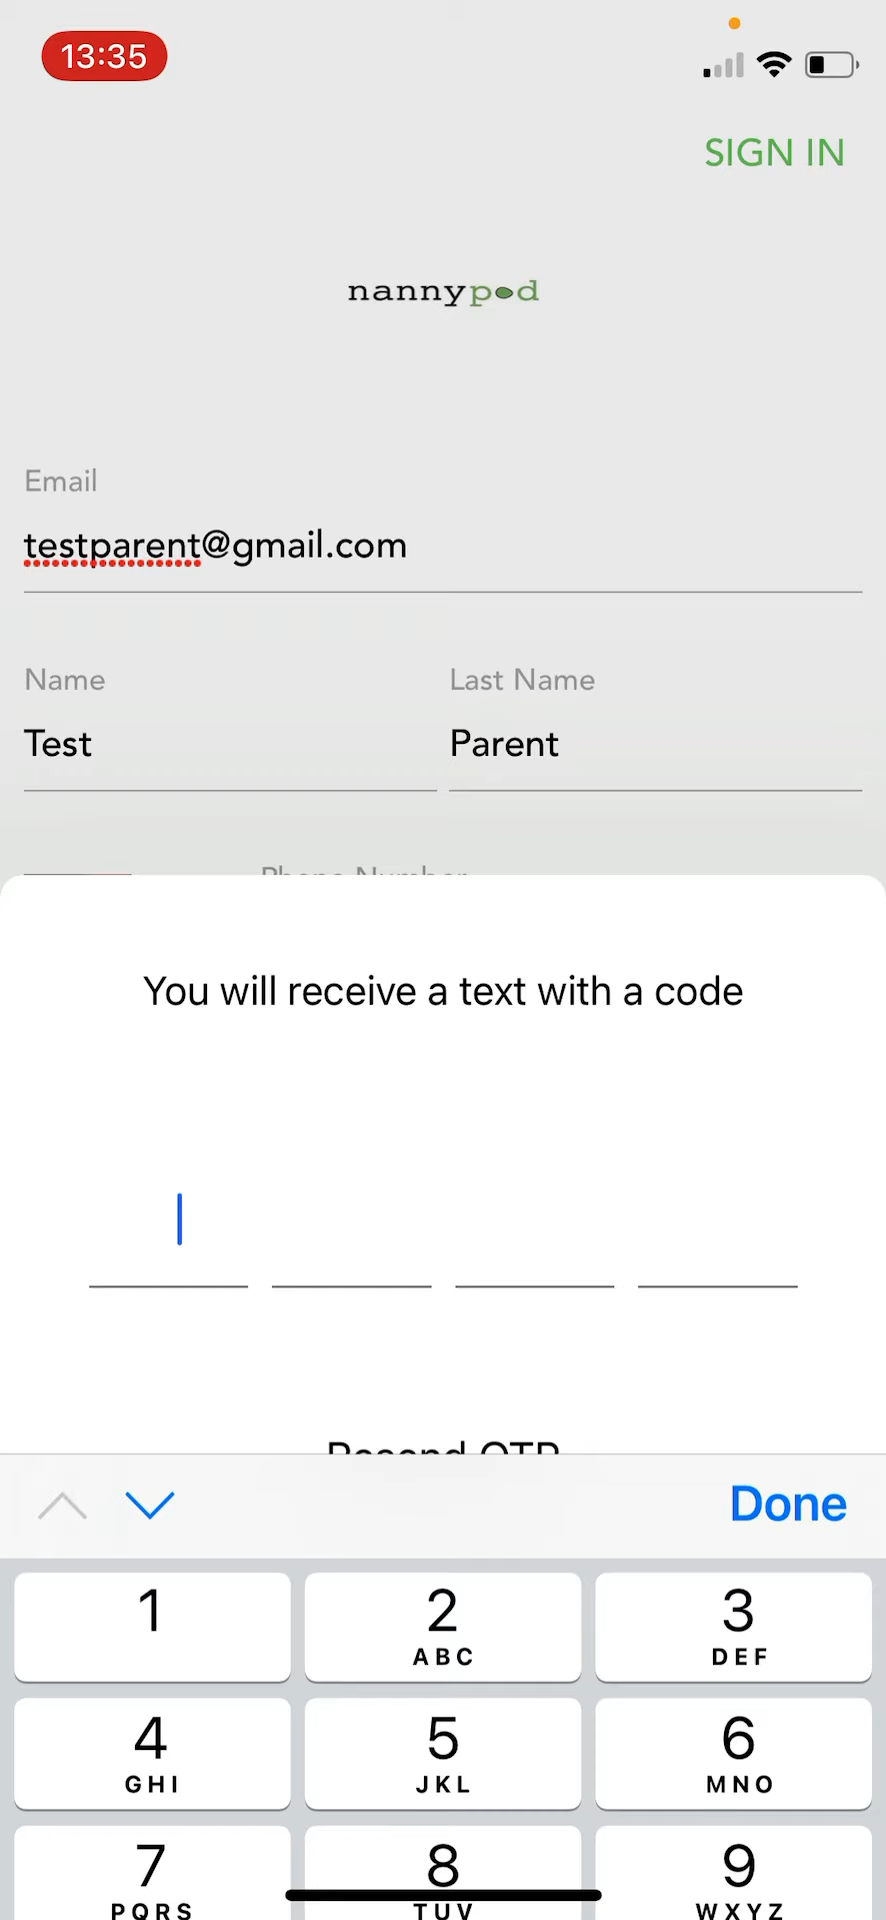 13:35
SIGN IN
nannypod
Email
testparent@gmail.com
Name Last Name
Test Parent
Phone Number
You will receive a text with a code
Resend OTP
Done
1 2 3
ABC DEF
4 5 6
GHI JKL MNO
7 8 9
PQRS TUV WXYZ